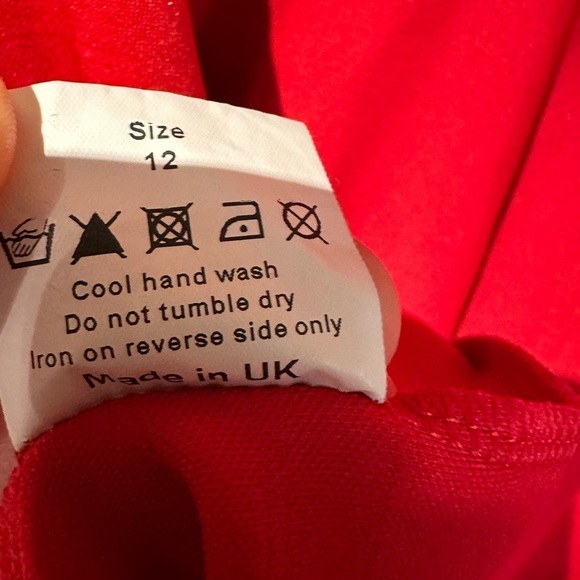 Size
12
Cool hand wash
Do not tumble dry
Iron on reverse side only
Made in UK